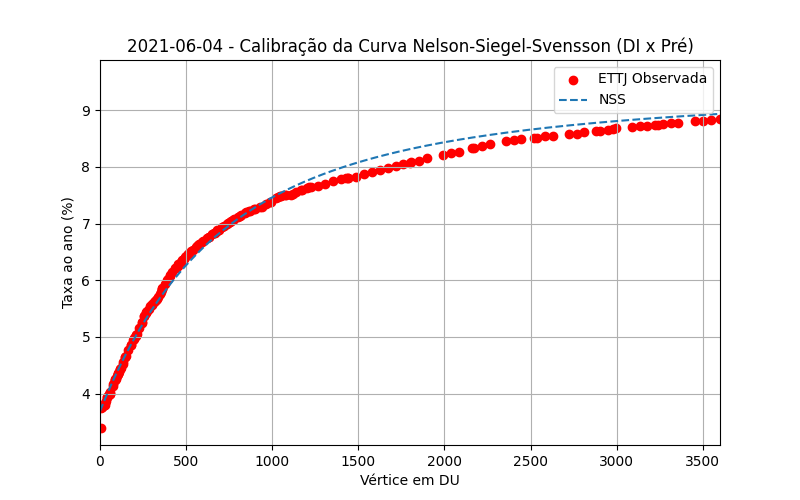 2021-06-04 - Calibração da Curva Nelson-Siegel-Svensson (DI x Pré)
ETTJ Observada
NSS
Taxa ao ano (%)
9
8
7
6
5
4
0 500 1000 1500 2000 2500 3000 3500
Vértice em DU